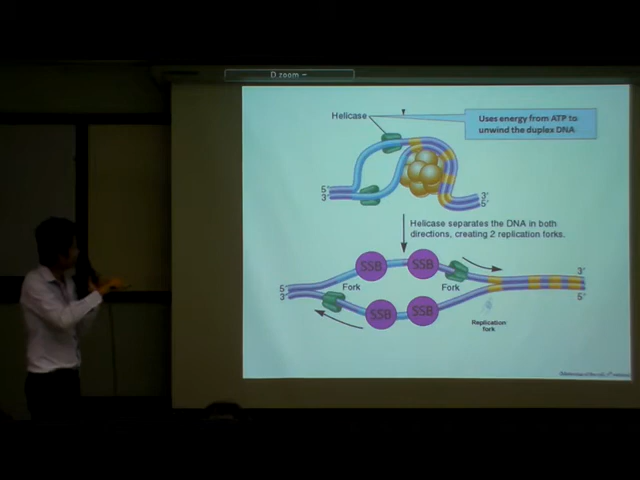 D zoom −
Helicase
Uses energy from ATP to
unwind the duplex DNA
5'
3'
3'
5'
Helicase separates the DNA in both
directions, creating 2 replication forks.
SSB
SSB
3'
Fork
Fork
5'
3'
5'
SSB
SSB
Replication
fork